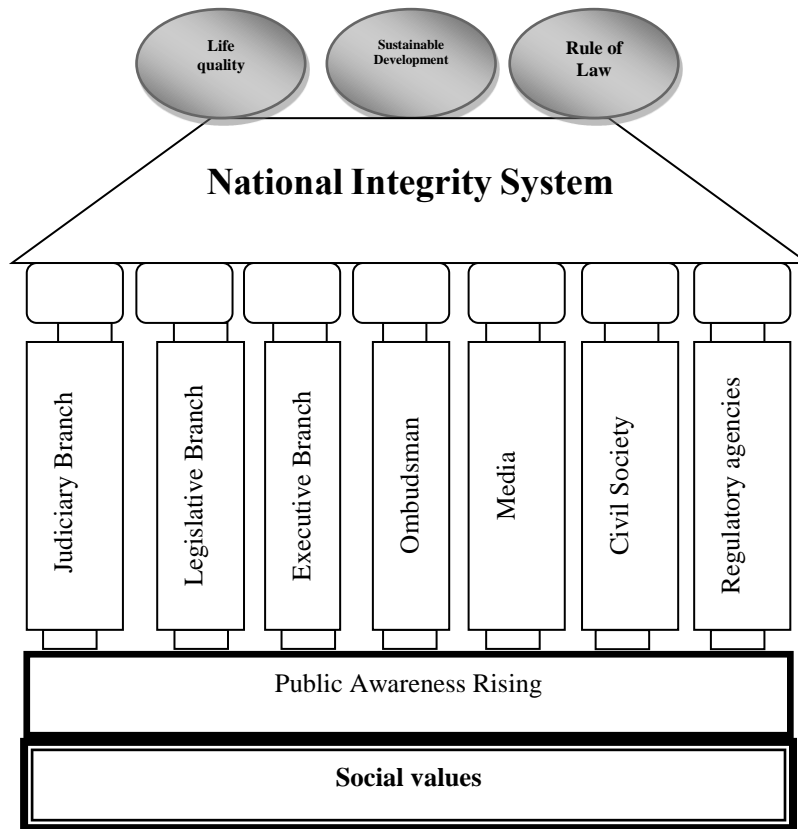 Life
quality
Sustainable
Development
Rule of
Law
National Integrity System
Judiciary Branch
Legislative Branch
Executive Branch
Ombudsman
Media
Civil Society
Regulatory agencies
Public Awareness Rising
Social values